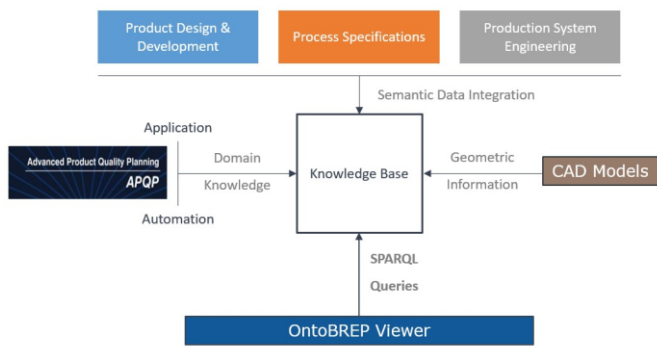 Product Design &
Development
Process Specifications
Production System
Engineering
Semantic Data Integration
Application
Advanced Product Quality Planning
APQP
Domain
Knowledge
Automation
Knowledge Base
Geometric
Information
CAD Models
SPARQL
Queries
OntoBREP Viewer